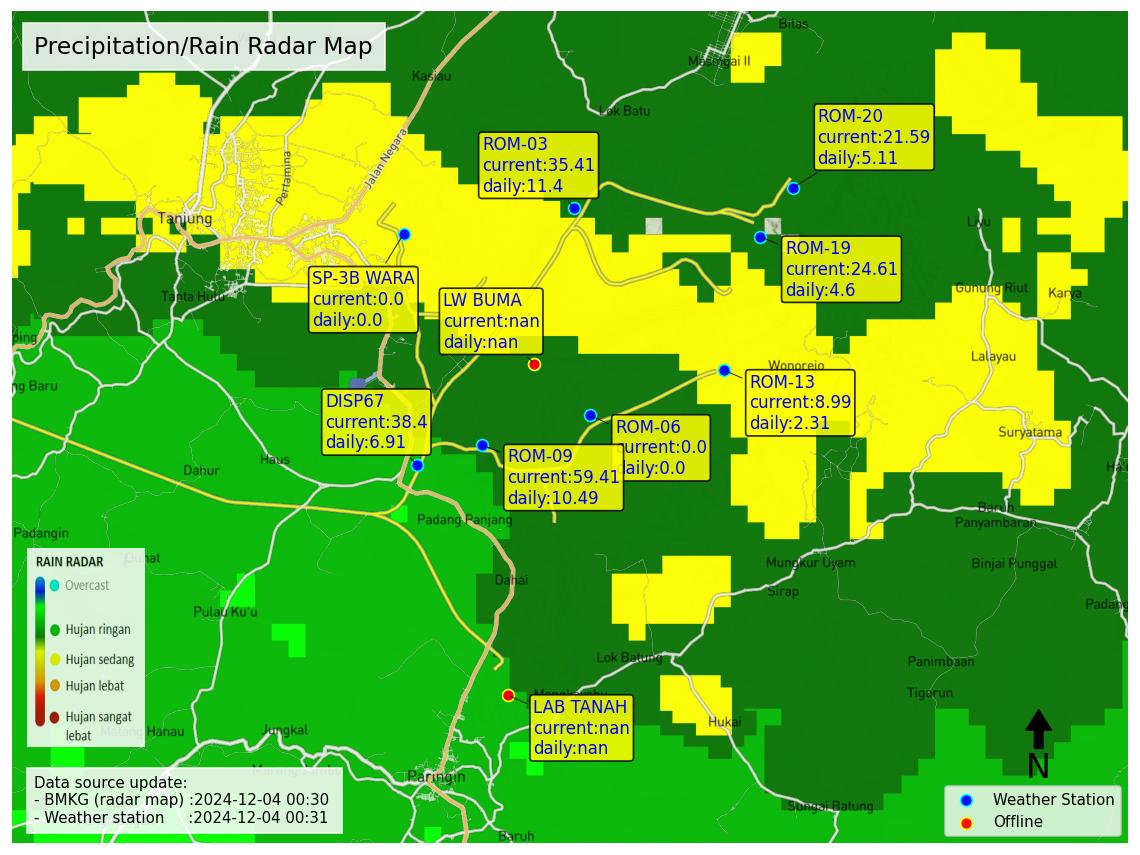 Precipitation/Rain Radar Map
Bilas
Masingai II
Kasiau
Lok Batu
Jalan Negara
Pertamina
Tanjung
Tanta Hulu
ROM-20
current:21.59
daily:5.11
ROM-03
current:35.41
daily:11.4
ROM-19
current:24.61
daily:4.6
SP-3B WARA
current:0.0
daily:0.0
LW BUMA
current:nan
daily:nan
Liyu
Gunung Riut
Karya
Lalayau
Wonorejo
ROM-13
current:8.99
daily:2.31
Suryatama
ping
ng Baru
DISP67
current:38.4
daily:6.91
ROM-06
current:0.0
daily:0.0
ROM-09
current:59.41
daily:10.49
Dahur
Haus
Padang Panjang
Baruh
Panyambaran
Padangin
Mungkur Uyam
Binjai Punggal
Dahai
Sirap
Padang
Pulau Ku'u
RAIN RADAR
Overcast
Hujan ringan
Hujan sedang
Hujan lebat
Hujan sangat
lebat
Lok Batung
Panimbaan
Tigarun
LAB TANAH
current:nan
daily:nan
Hukai
Manau
Jungkal
Paringin
Sungai Batung
Baruh
Data source update:
- BMKG (radar map) :2024-12-04 00:30
- Weather station :2024-12-04 00:31
N
Weather Station
Offline